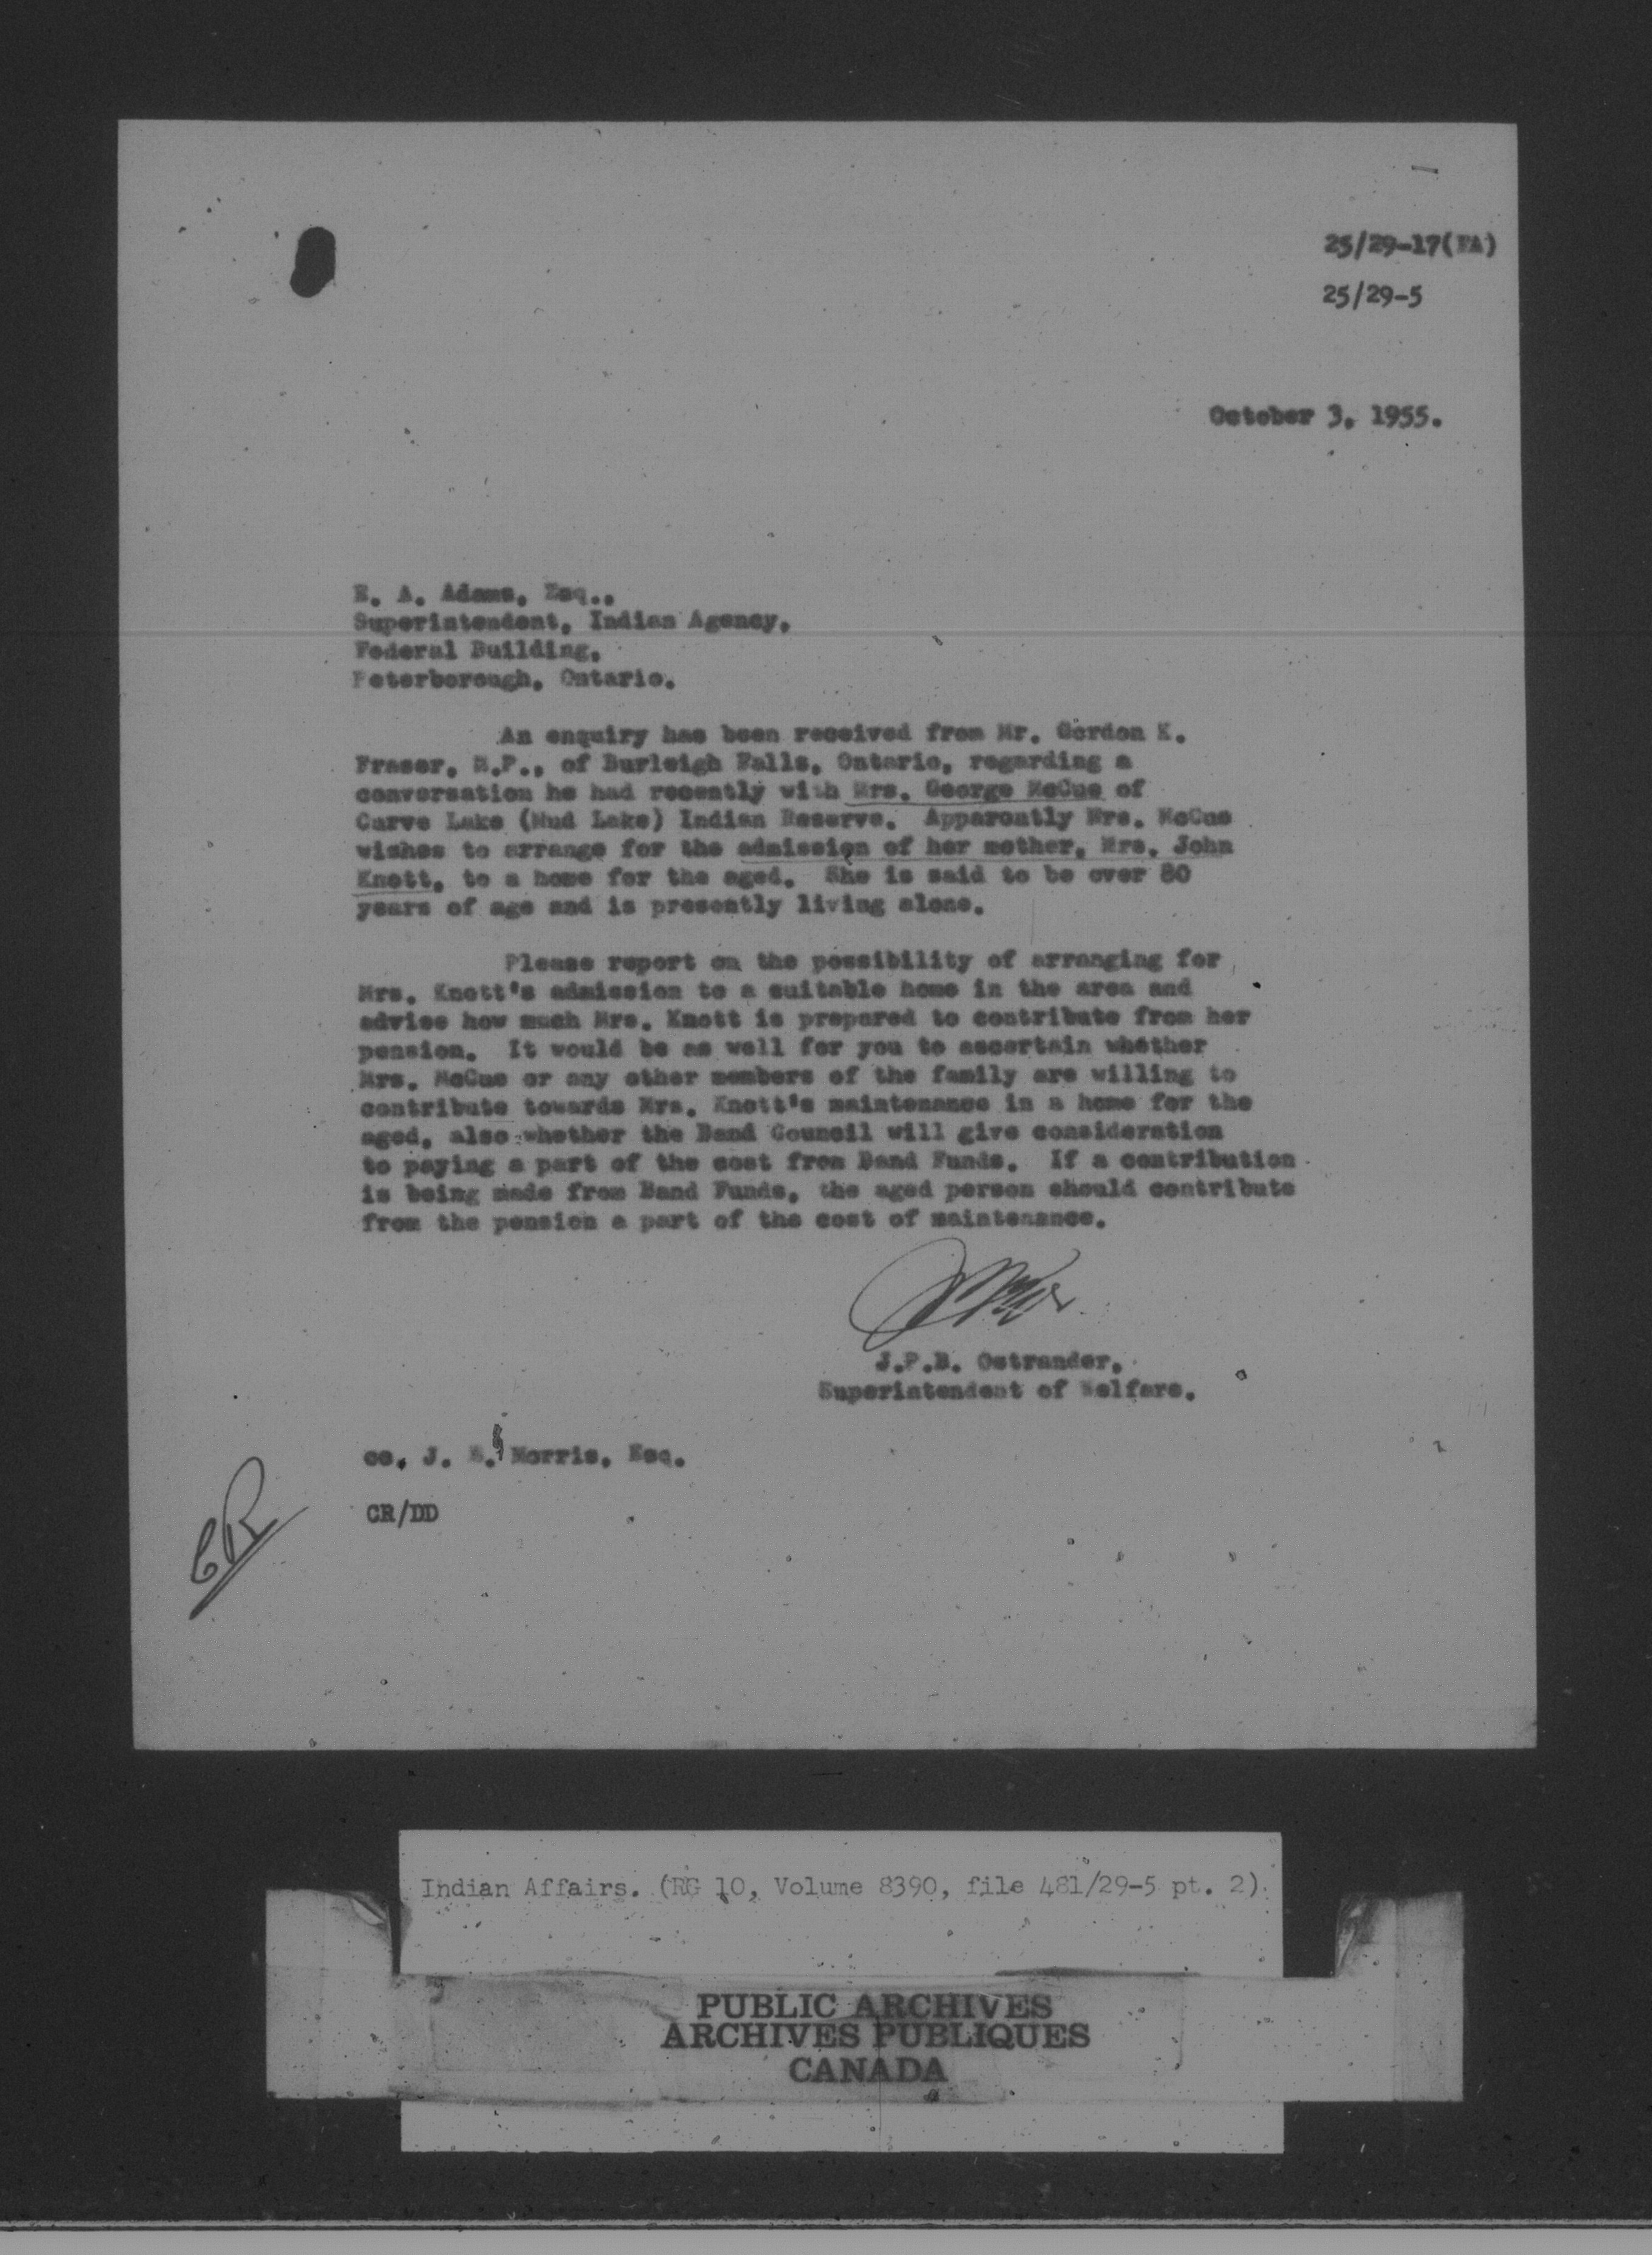 25/29-17(FA)
25/29-5
October 3, 1955.
E. A. Adams, Esq.,
Superintendent, Indian Agency,
Federal Building,
Peterborough, Ontario.
An enquiry has been received from Mr. Gordon K.
Fraser, M.P., of Burleigh Falls, Ontario, regarding a
conversation he had recently with Mrs. George McCue of
Curve Lake (Mud Lake) Indian Reserve. Apparently Mrs. McCue
wishes to arrange for the admission of her mother, Mrs. John
Knott, to a home for the aged. She is said to be over 80
years of age and is presently living alone.
Please report on the possibility of arranging for
Mrs. Knott's admission to a suitable home in the area and
advise how much Mrs. Knott is prepared to contribute from her
pension. It would be as well for you to ascertain whether
Mrs. McCue or any other members of the family are willing to
contribute towards Mrs. Knott's maintenance in a home for the
aged, also whether the Band Council will give consideration
to paying a part of the cost from Band Funds. If a contribution
is being made from Band Funds, the aged person should contribute
from the pension a part of the cost of maintenance.
J.P.B. Ostrander,
Superintendent of Welfare.
cc. J. Morris, Esq.
CR/DD
CR
Indian Affairs. (RG 10, Volume 8390, file 481/29-5 pt. 2)
PUBLIC ARCHIVES
ARCHIVES PUBLIQUES
CANADA